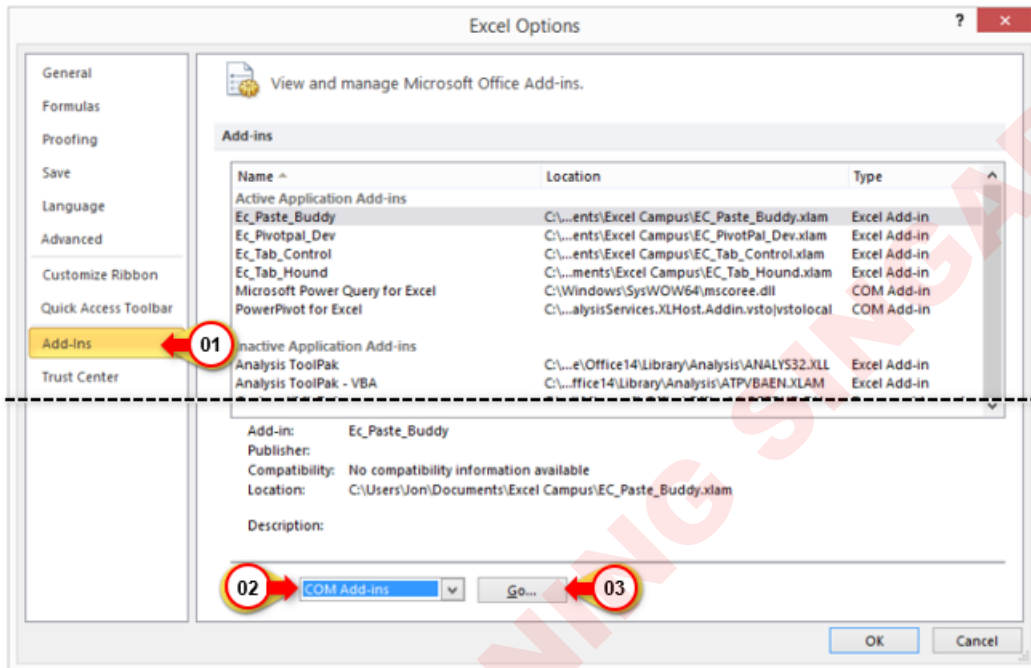 Excel Options
?
×
General
Formulas
Proofing
Save
Language
Advanced
Customize Ribbon
Quick Access Toolbar
Add-Ins
Trust Center
01
View and manage Microsoft Office Add-ins.
Add-ins
Name Location Type
Active Application Add-ins
Ec_Paste_Buddy C:\...ents\Excel Campus\EC_Paste_Buddy.xlam Excel Add-in
Ec_Pivotpal_Dev C:\...ents\Excel Campus\EC_PivotPal_Dev.xlam Excel Add-in
Ec_Tab_Control C:\...ents\Excel Campus\EC_Tab_Control.xlam Excel Add-in
Ec_Tab_Hound C:\...ments\Excel Campus\EC_Tab_Hound.xlam Excel Add-in
Microsoft Power Query for Excel C:\Windows\SysWOW64\mscoree.dll COM Add-in
PowerPivot for Excel C:\...alysisServices.XLHost.Addin.vsto|vstolocal COM Add-in
Inactive Application Add-ins
Analysis ToolPak C:\...e\Office14\Library\Analysis\ANALYS32.XLL Excel Add-in
Analysis ToolPak - VBA C:\...ffice14\Library\Analysis\ATPVBAEN.XLAM Excel Add-in
Add-in: Ec_Paste_Buddy
Publisher:
Compatibility: No compatibility information available
Location: C:\Users\Jon\Documents\Excel Campus\EC_Paste_Buddy.xlam
Description:
02
COM Add-ins
Go...
03
OK
Cancel